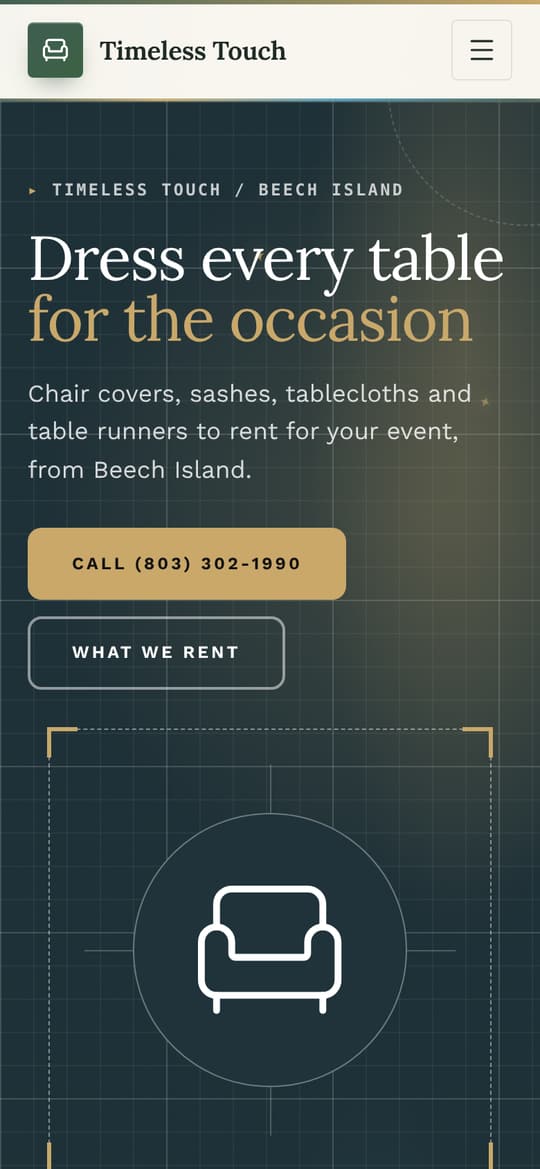 Timeless Touch
▸ TIMELESS TOUCH / BEECH ISLAND
Dress every table
for the occasion
Chair covers, sashes, tablecloths and
table runners to rent for your event,
from Beech Island.
CALL (803) 302-1990
WHAT WE RENT